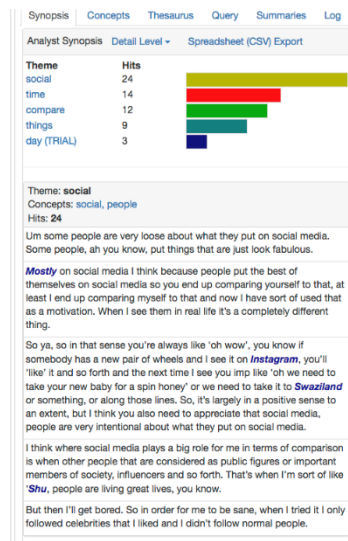 Synopsis Concepts Thesaurus Query Summaries Log
Analyst Synopsis Detail Level Spreadsheet (CSV) Export
Theme Hits
social 24
time 14
compare 12
things 9
day (TRIAL) 3
Theme: social
Concepts: social, people
Hits: 24
Um some people are very loose about what they put on social media.
Some people, ah you know, put things that are just look fabulous.
Mostly on social media I think because people put the best of
themselves on social media so you end up comparing yourself to that, at
least I end up comparing myself to that and now I have sort of used that
as a motivation. When I see them in real life it's a completely different
thing.
So ya, so in that sense you're always like 'oh wow', you know if
somebody has a new pair of wheels and I see it on Instagram, you'll
'like' it and so forth and the next time I see you imp like 'oh we need to
take your new baby for a spin honey' or we need to take it to Swaziland
or something, or along those lines. So, it's largely in a positive sense to
an extent, but I think you also need to appreciate that social media,
people are very intentional about what they put on social media.
I think where social media plays a big role for me in terms of comparison
is when other people that are considered as public figures or important
members of society, influencers and so forth. That's when I'm sort of like
'Shu, people are living great lives, you know.
But then I'll get bored. So in order for me to be sane, when I tried it I only
followed celebrities that I liked and I didn't follow normal people.